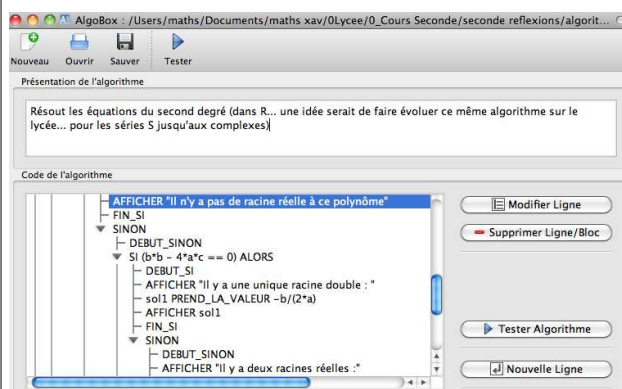 AlgoBox : /Users/maths/Documents/maths xav/0Lycee/0_Cours Seconde/seconde reflexions/algorit...
Nouveau Ouvrir Sauver Tester
Présentation de l'algorithme
Résout les équations du second degré (dans R... une idée serait de faire évoluer ce même algorithme sur le
lycée... pour les séries S jusqu'aux complexes)
Code de l'algorithme
AFFICHER "Il n'y a pas de racine réelle à ce polynôme"
FIN_SI
SINON
DEBUT_SINON
SI (b*b - 4*a*c == 0) ALORS
DEBUT_SI
AFFICHER "Il y a une unique racine double : "
sol1 PREND_LA_VALEUR -b/(2*a)
AFFICHER sol1
FIN_SI
SINON
DEBUT_SINON
AFFICHER "Il y a deux racines réelles :"
Modifier Ligne
Supprimer Ligne/Bloc
Tester Algorithme
Nouvelle Ligne